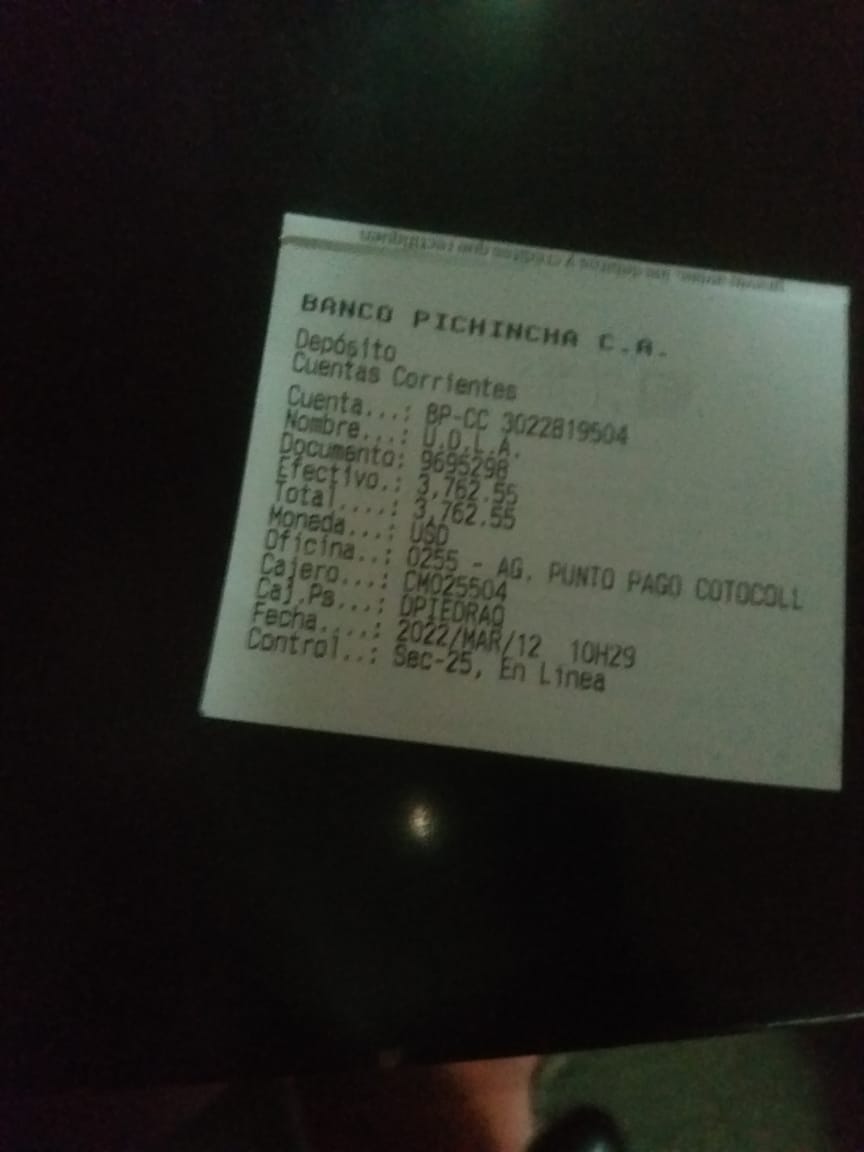 BANCO PICHINCHA C.A.
Depósito
Cuentas Corrientes
Cuenta...: BP-CC 3022819504
Nombre...: U.D.L.A.
Documento: 9695298
Efectivo.: 3,762.55
Total....: 3,762.55
Moneda...: USD
Oficina..: 0255 - AG. PUNTO PAGO COTOCOLL
Cajero...: CM025504
Caj.Ps...: DPIEDRAQ
Fecha....: 2022/MAR/12 10H29
Control..: Sec-25, En Linea